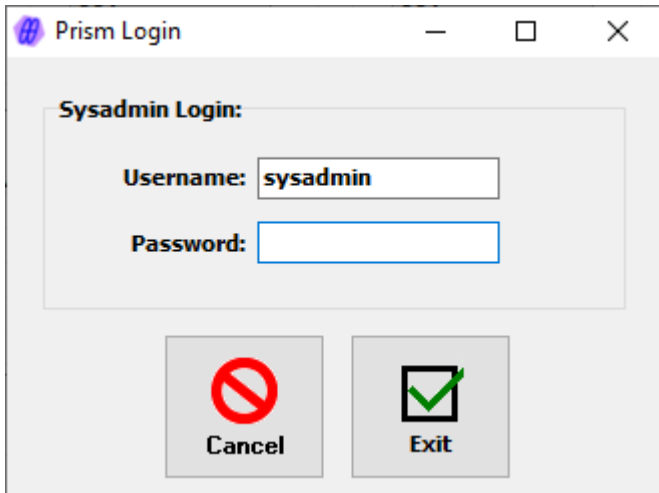 Prism Login
Sysadmin Login:
Username: sysadmin
Password:
Cancel Exit